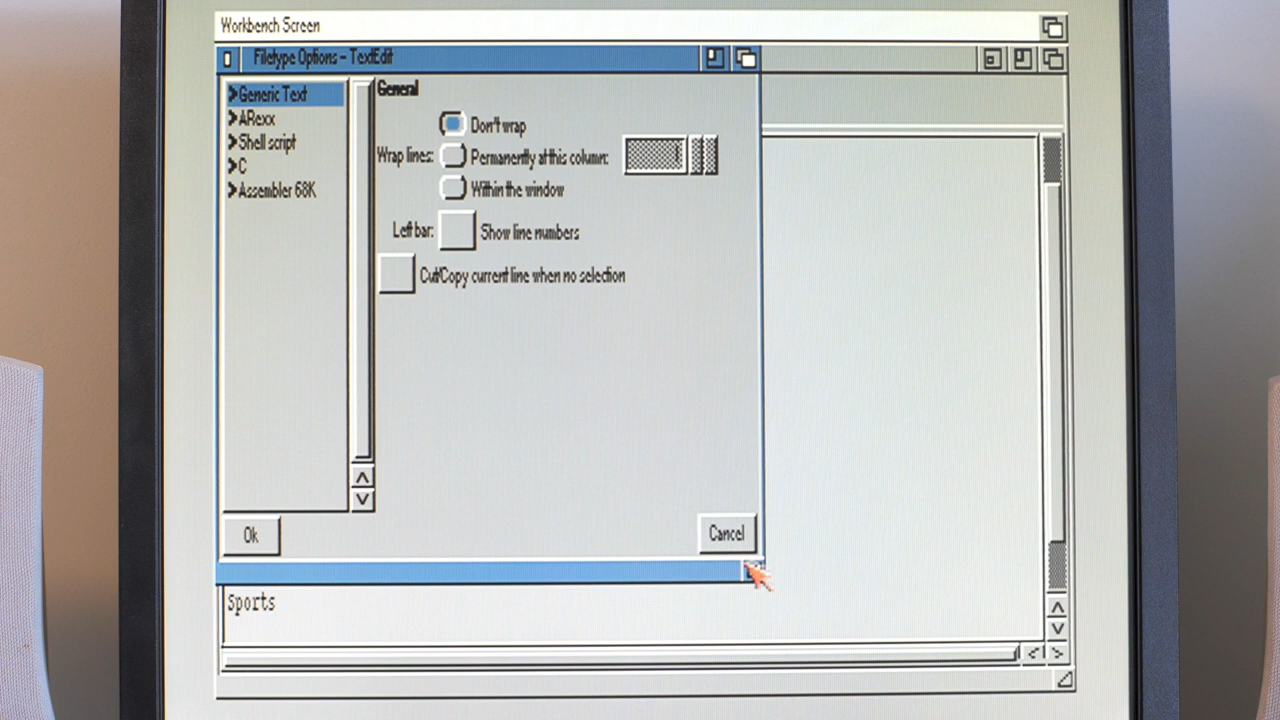 Workbench Screen
Filetype Options - TextEdit
Generic Text
ARexx
Shell script
C
Assembler 68K
General
Don't wrap
Wrap lines:
Permanently at this column:
Within the window
Left bar:
Show line numbers
Cut/Copy current line when no selection
Ok
Cancel
Sports